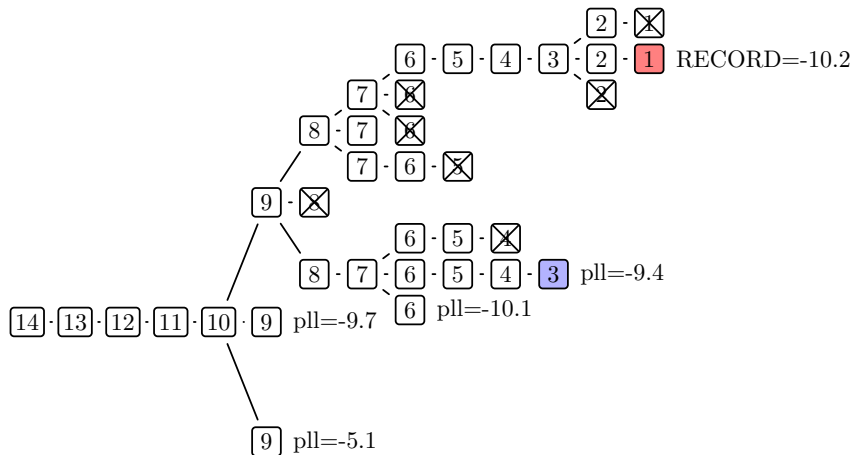 2 1
6 5 4 3 2 1 RECORD=-10.2
7 6 2
8 7 6
7 6 5
9 8
6 5 4
8 7 6 5 4 3 pll=-9.4
6 pll=-10.1
14 13 12 11 10 9 pll=-9.7
9 pll=-5.1